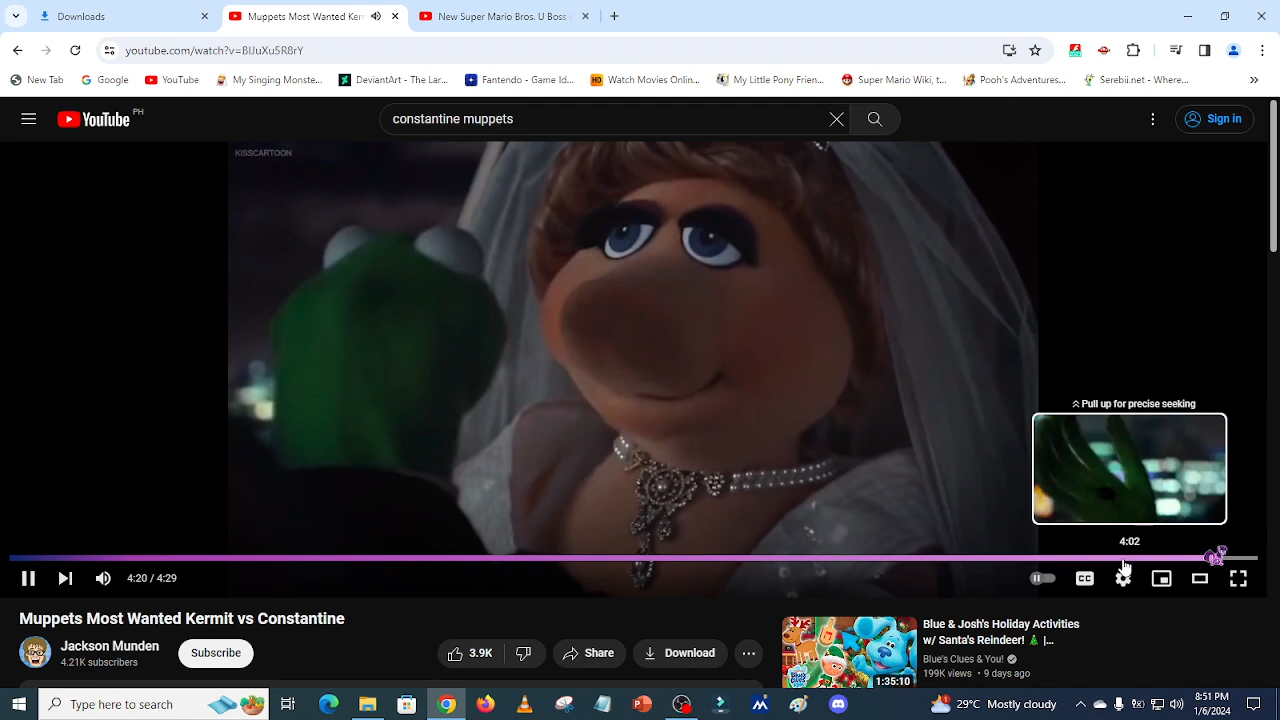 Downloads
Muppets Most Wanted Ker
New Super Mario Bros. U Boss
youtube.com/watch?v=BIJuXu5R8rY
New Tab
Google
YouTube
My Singing Monste...
DeviantArt - The Lar...
Fantendo - Game Id...
HD
Watch Movies Onlin...
My Little Pony Frien...
Super Mario Wiki, t...
Pooh's Adventures...
Serebii.net - Where...
YouTube PH
constantine muppets
Sign in
KISSCARTOON
Pull up for precise seeking
4:02
4:20 / 4:29
CC
Muppets Most Wanted Kermit vs Constantine
Jackson Munden
4.21K subscribers
Subscribe
3.9K
Share
Download
Blue & Josh's Holiday Activities
w/ Santa's Reindeer! 🎄 |...
Blue's Clues & You!
199K views • 9 days ago
1:35:10
Type here to search
29°C Mostly cloudy
8:51 PM
1/6/2024